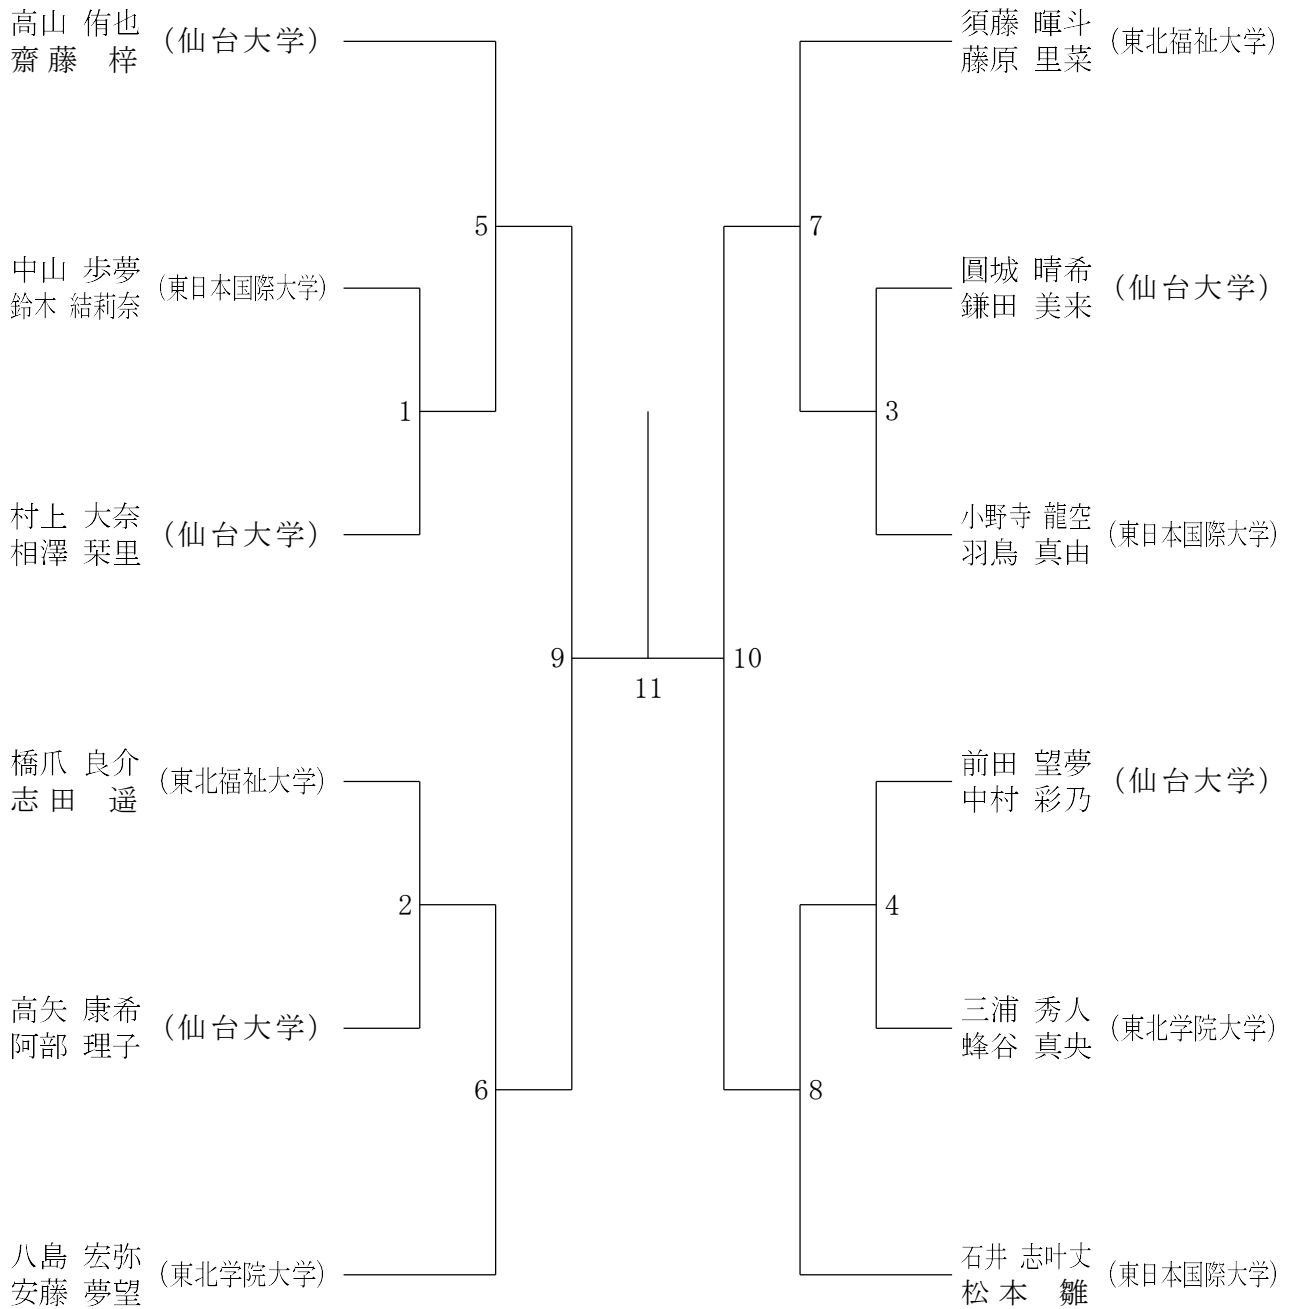 高山 侑也
齋藤 梓
(仙台大学)
5
中山 歩夢
鈴木 結莉奈
(東日本国際大学)
1
村上 大奈
相澤 栞里
(仙台大学)
9
橋爪 良介
志田 遥
(東北福祉大学)
2
高矢 康希
阿部 理子
(仙台大学)
6
八島 宏弥
安藤 夢望
(東北学院大学)
11
須藤 暉斗
藤原 里菜
(東北福祉大学)
7
圓城 晴希
鎌田 美来
(仙台大学)
3
小野寺 龍空
羽鳥 真由
(東日本国際大学)
10
前田 望夢
中村 彩乃
(仙台大学)
4
三浦 秀人
蜂谷 真央
(東北学院大学)
8
石井 志叶丈
松本 雛
(東日本国際大学)